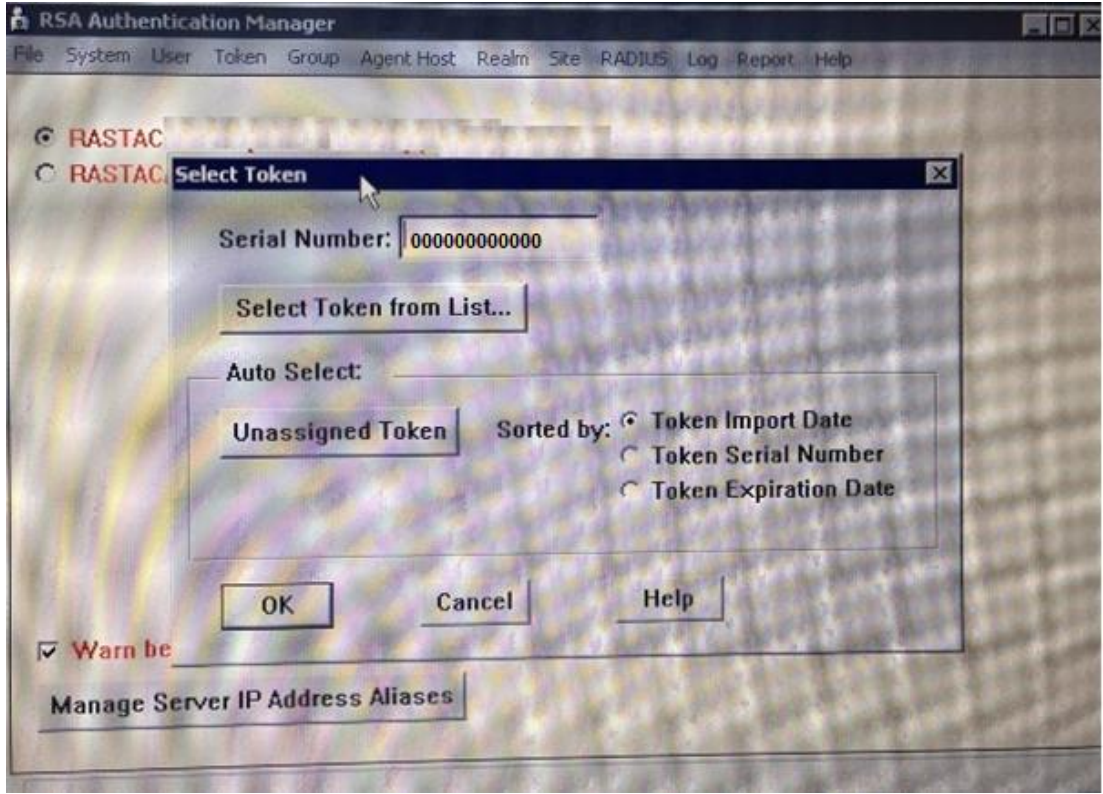 RSA Authentication Manager
File System User Token Group Agent Host Realm Site RADIUS Log Report Help
RASTAC
RASTAC
Select Token
Serial Number: 000000000000
Select Token from List...
Auto Select:
Unassigned Token Sorted by: Token Import Date
Token Serial Number
Token Expiration Date
OK Cancel Help
Warn be
Manage Server IP Address Aliases